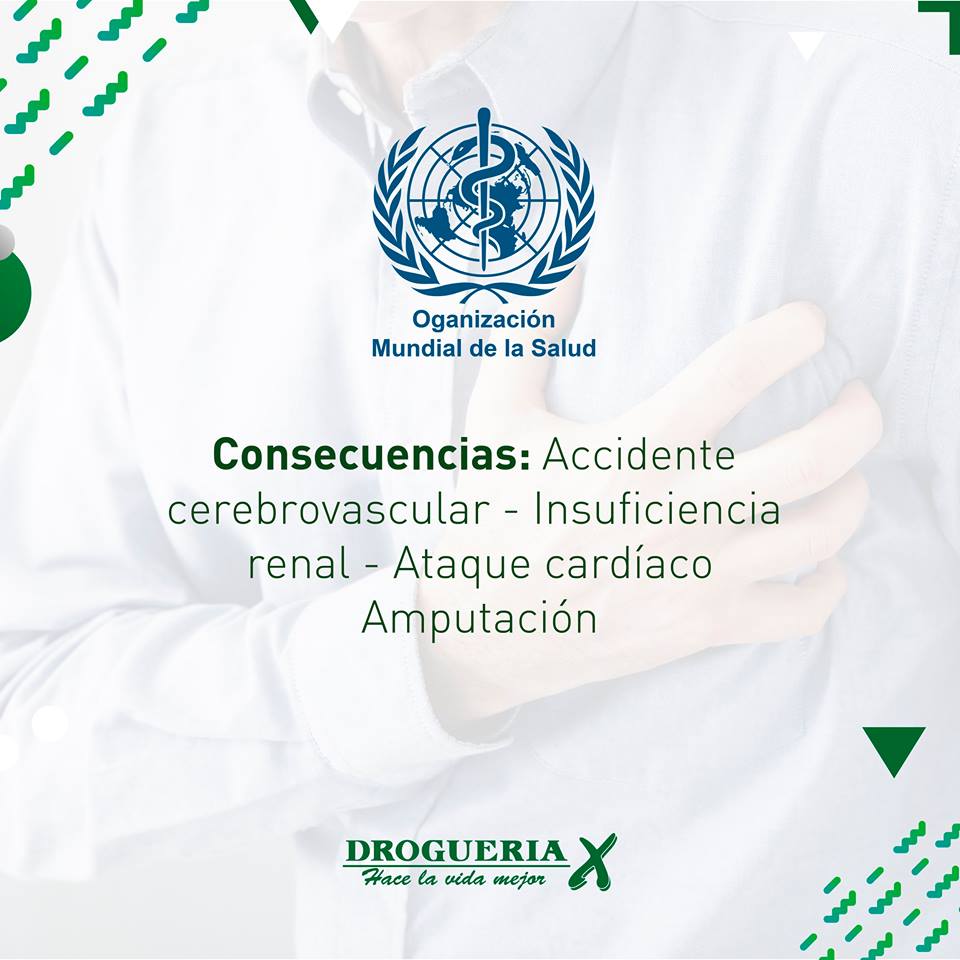 Oganización
Mundial de la Salud
Consecuencias: Accidente
cerebrovascular - Insuficiencia
renal - Ataque cardíaco
Amputación
DROGUERIA X
Hace la vida mejor